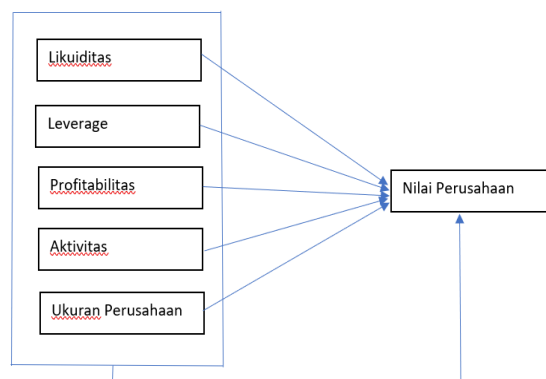 Likuiditas
Leverage
Profitabilitas
Nilai Perusahaan
Aktivitas
Ukuran Perusahaan